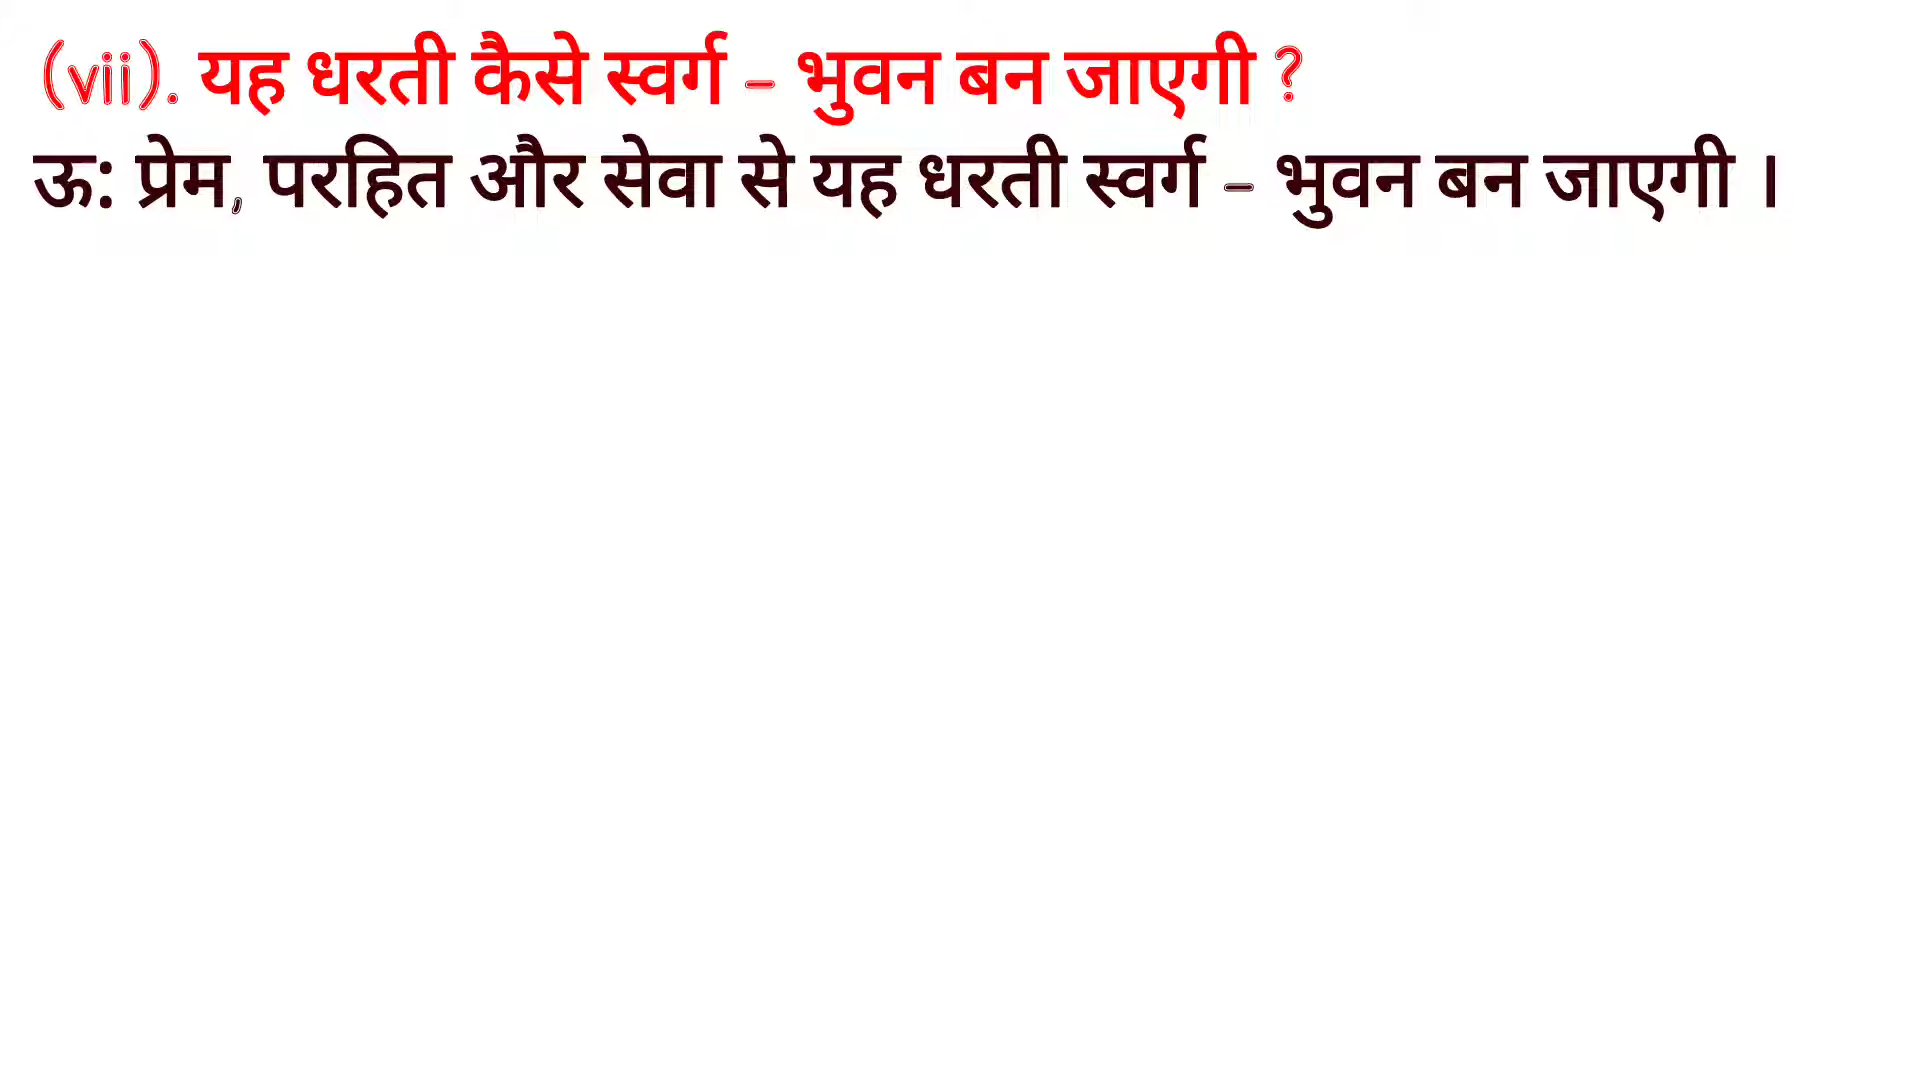 (vii). यह धरती कैसे स्वर्ग - भुवन बन जाएगी ?
ऊ: प्रेम, परहित और सेवा से यह धरती स्वर्ग - भुवन बन जाएगी ।